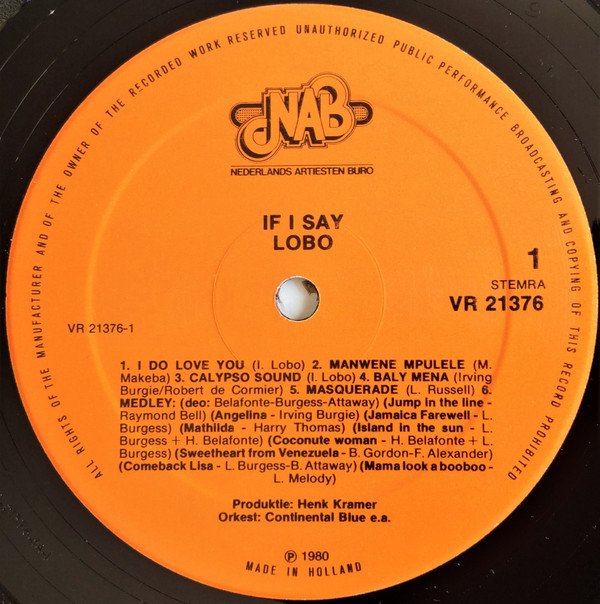 ALL RIGHTS OF THE MANUFACTURER AND OF THE OWNER OF THE RECORDED WORK RESERVED UNAUTHORIZED PUBLIC PERFORMANCE BROADCASTING AND COPYING OF THIS RECORD PROHIBITED
NAB
NEDERLANDS ARTIESTEN BURO
IF I SAY
LOBO
1
STEMRA
VR 21376
VR 21376-1
1. I DO LOVE YOU (I. Lobo) 2. MANWENE MPULELE (M.
Makeba) 3. CALYPSO SOUND (I. Lobo) 4. BALY MENA (Irving
Burgie/Robert de Cormier) 5. MASQUERADE (L. Russell) 6.
MEDLEY: (deo: Belafonte-Burgess-Attaway) (Jump in the line -
Raymond Bell) (Angelina - Irving Burgie) (Jamaica Farewell - L.
Burgess) (Mathilda - Harry Thomas) (Island in the sun - L.
Burgess + H. Belafonte) (Coconute woman - H. Belafonte + L.
Burgess) (Sweetheart from Venezuela - B. Gordon-F. Alexander)
(Comeback Lisa - L. Burgess-B. Attaway) (Mama look a booboo -
L. Melody)
Produktie: Henk Kramer
Orkest: Continental Blue e.a.
℗ 1980
MADE IN HOLLAND